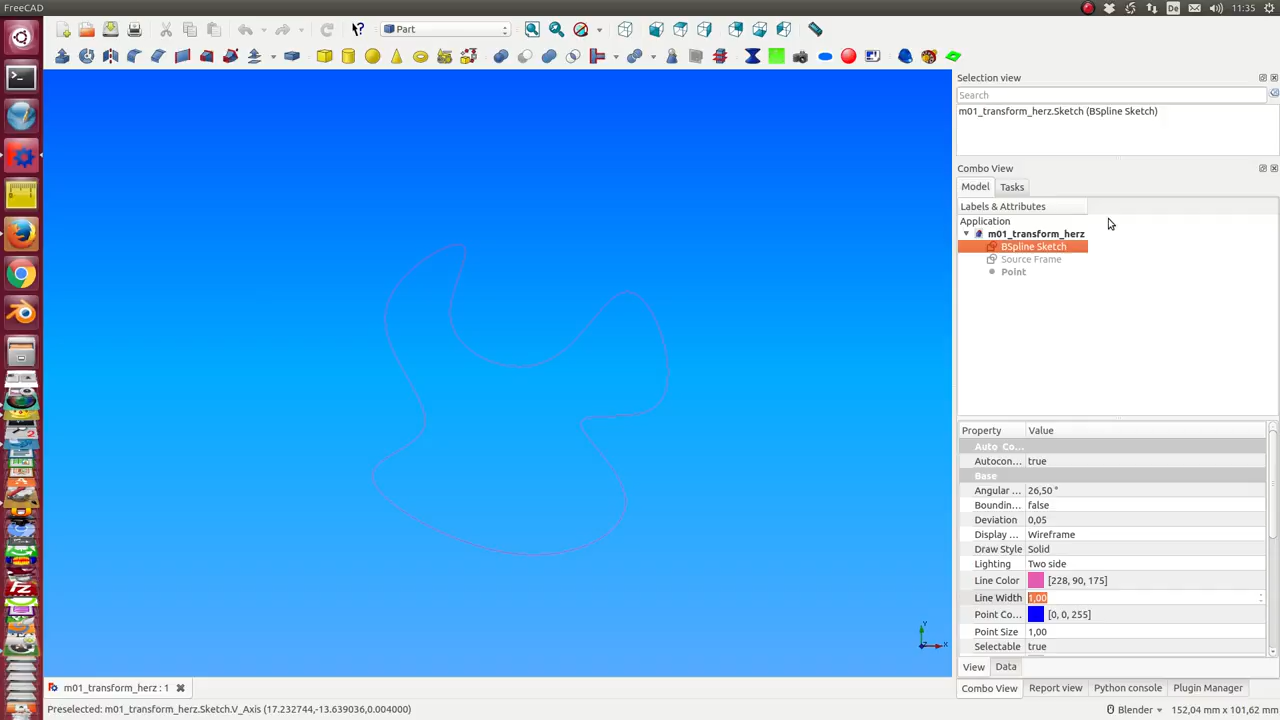 FreeCAD
De
11:35
Part
Selection view
Search
m01_transform_herz.Sketch (BSpline Sketch)
Combo View
Model
Tasks
Labels & Attributes
Application
m01_transform_herz
BSpline Sketch
Source Frame
Point
Property Value
Auto Co...
Autocon... true
Base
Angular ... 26,50 °
Boundin... false
Deviation 0,05
Display ... Wireframe
Draw Style Solid
Lighting Two side
Line Color [228, 90, 175]
Line Width 1,00
Point Co... [0, 0, 255]
Point Size 1,00
Selectable true
View Data
Y
X
m01_transform_herz : 1
Combo View Report view Python console Plugin Manager
Preselected: m01_transform_herz.Sketch.V_Axis (17.232744,-13.639036,0.004000)
Blender 152,04 mm x 101,62 mm